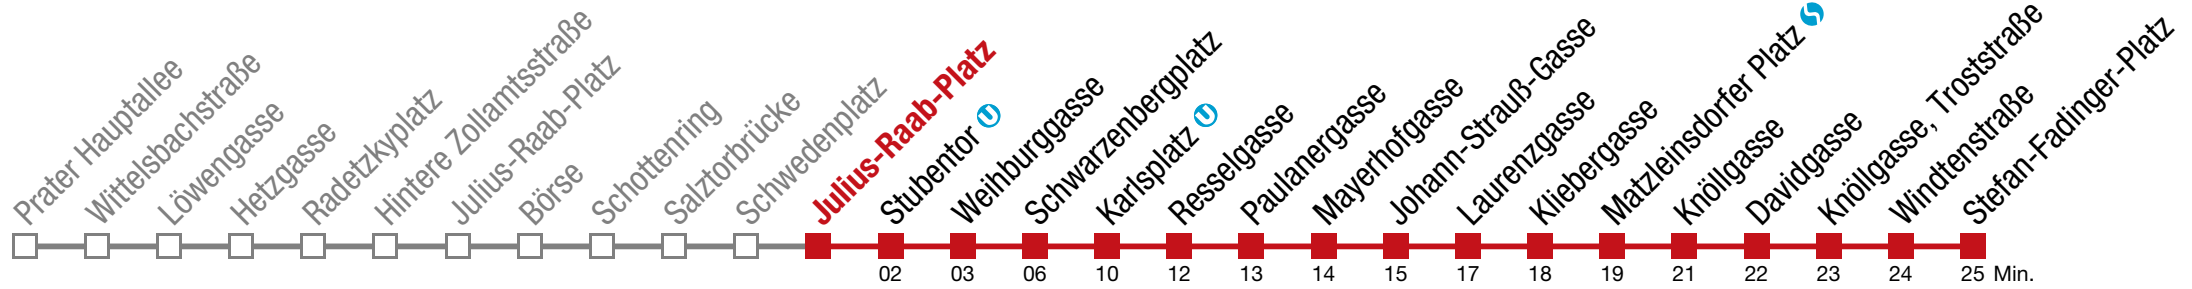 Prater Hauptallee
Wittelsbachstraße
Löwengasse
Hetzgasse
Radetzkyplatz
Hintere Zollamtsstraße
Julius-Raab-Platz
Börse
Schottenring
Salztorbrücke
Schwedenplatz
Julius-Raab-Platz
Stubentor U
Weihburggasse
Schwarzenbergplatz
Karlsplatz U
Resselgasse
Paulanergasse
Mayerhofgasse
Johann-Strauß-Gasse
Laurenzgasse
Kliebergasse
Matzleinsdorfer Platz S
Knöllgasse
Davidgasse
Knöllgasse, Troststraße
Windtenstraße
Stefan-Fadinger-Platz
02 03 06 10 12 13 14 15 17 18 19 21 22 23 24 25 Min.